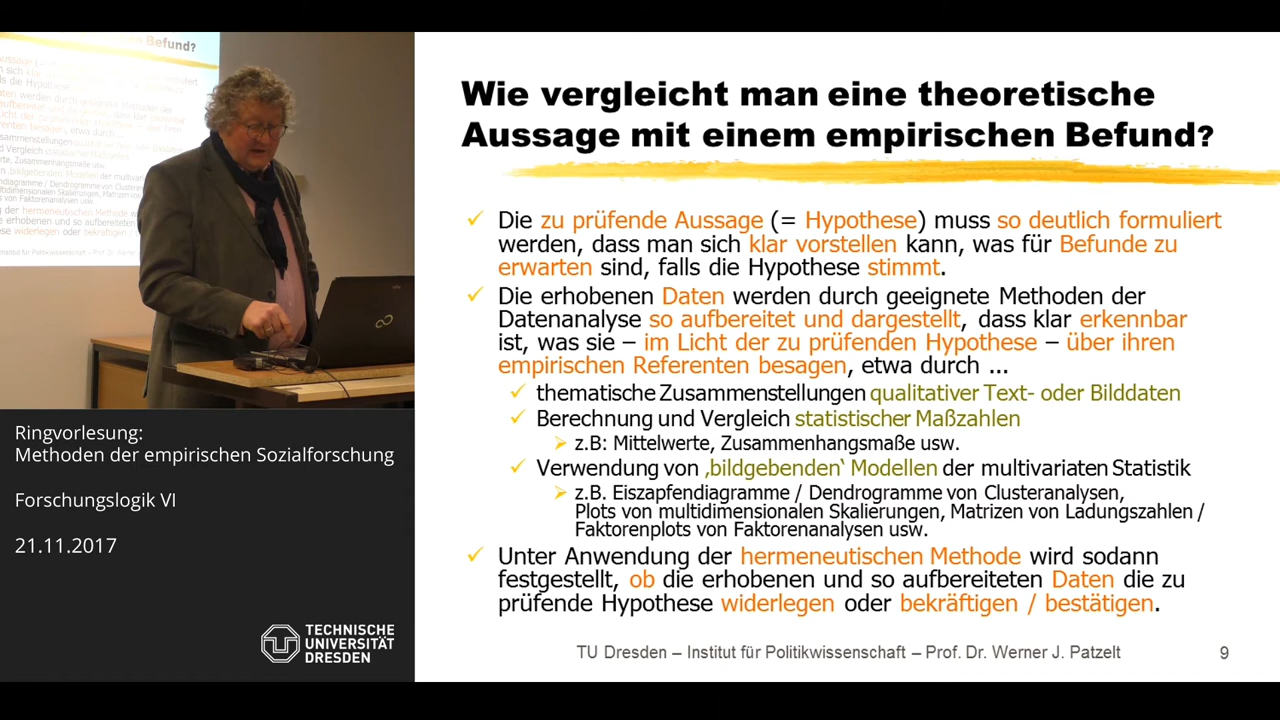 Wie vergleicht man eine theoretische
Aussage mit einem empirischen Befund?
Die zu prüfende Aussage (= Hypothese) muss so deutlich formuliert
werden, dass man sich klar vorstellen kann, was für Befunde zu
erwarten sind, falls die Hypothese stimmt.
Die erhobenen Daten werden durch geeignete Methoden der
Datenanalyse so aufbereitet und dargestellt, dass klar erkennbar
ist, was sie – im Licht der zu prüfenden Hypothese – über ihren
empirischen Referenten besagen, etwa durch ...
thematische Zusammenstellungen qualitativer Text- oder Bilddaten
Berechnung und Vergleich statistischer Maßzahlen
z.B: Mittelwerte, Zusammenhangsmaße usw.
Verwendung von ‚bildgebenden‘ Modellen der multivariaten Statistik
z.B. Eiszapfendiagramme / Dendrogramme von Clusteranalysen,
Plots von multidimensionalen Skalierungen, Matrizen von Ladungszahlen /
Faktorenplots von Faktorenanalysen usw.
Unter Anwendung der hermeneutischen Methode wird sodann
festgestellt, ob die erhobenen und so aufbereiteten Daten die zu
prüfende Hypothese widerlegen oder bekräftigen / bestätigen.
TU Dresden – Institut für Politikwissenschaft – Prof. Dr. Werner J. Patzelt
9
Ringvorlesung:
Methoden der empirischen Sozialforschung
Forschungslogik VI
21.11.2017
TECHNISCHE
UNIVERSITÄT
DRESDEN